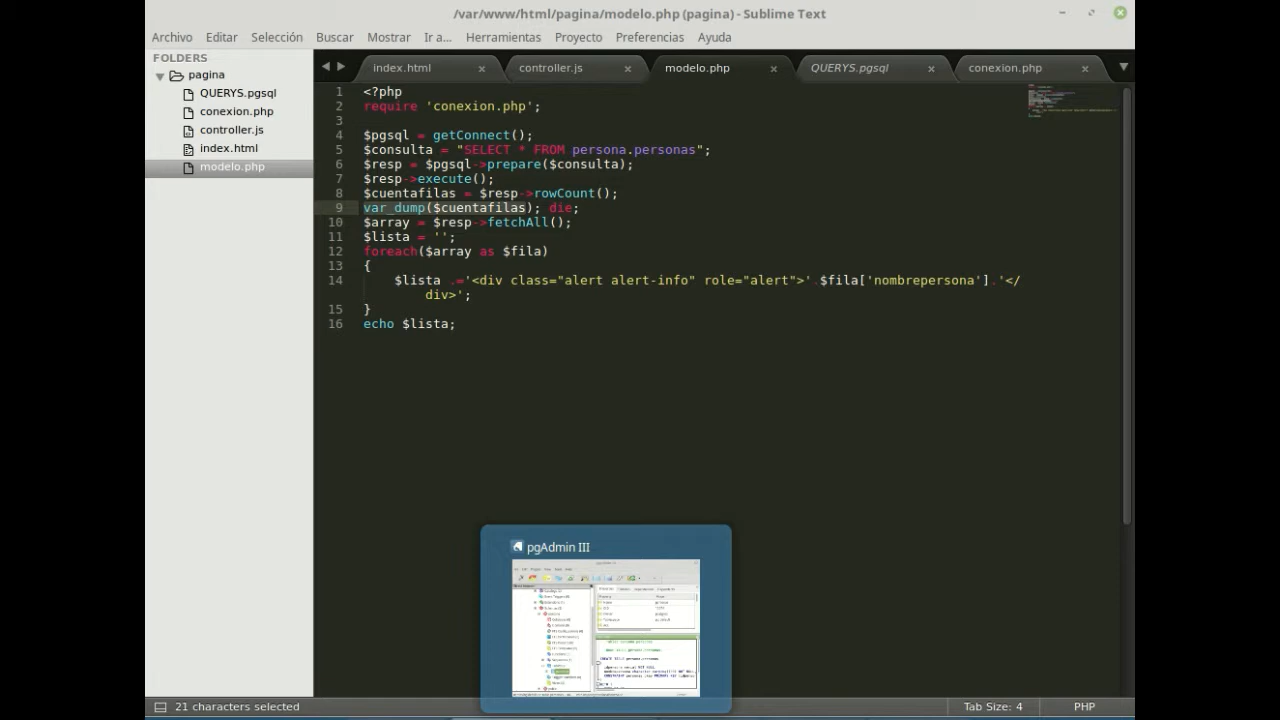 /var/www/html/pagina/modelo.php (pagina) - Sublime Text
Archivo Editar Selección Buscar Mostrar Ir a... Herramientas Proyecto Preferencias Ayuda
FOLDERS
pagina
QUERYS.pgsql
conexion.php
controller.js
index.html
modelo.php
index.html controller.js modelo.php QUERYS.pgsql conexion.php
1 <?php
2 require 'conexion.php';
3
4 $pgsql = getConnect();
5 $consulta = "SELECT * FROM persona.personas";
6 $resp = $pgsql->prepare($consulta);
7 $resp->execute();
8 $cuentafilas = $resp->rowCount();
9 var_dump($cuentafilas); die;
10 $array = $resp->fetchAll();
11 $lista = '';
12 foreach($array as $fila)
13 {
14 $lista .='<div class="alert alert-info" role="alert">'.$fila['nombrepersona'].'</
div>';
15 }
16 echo $lista;
pgAdmin III
21 characters selected
Tab Size: 4
PHP